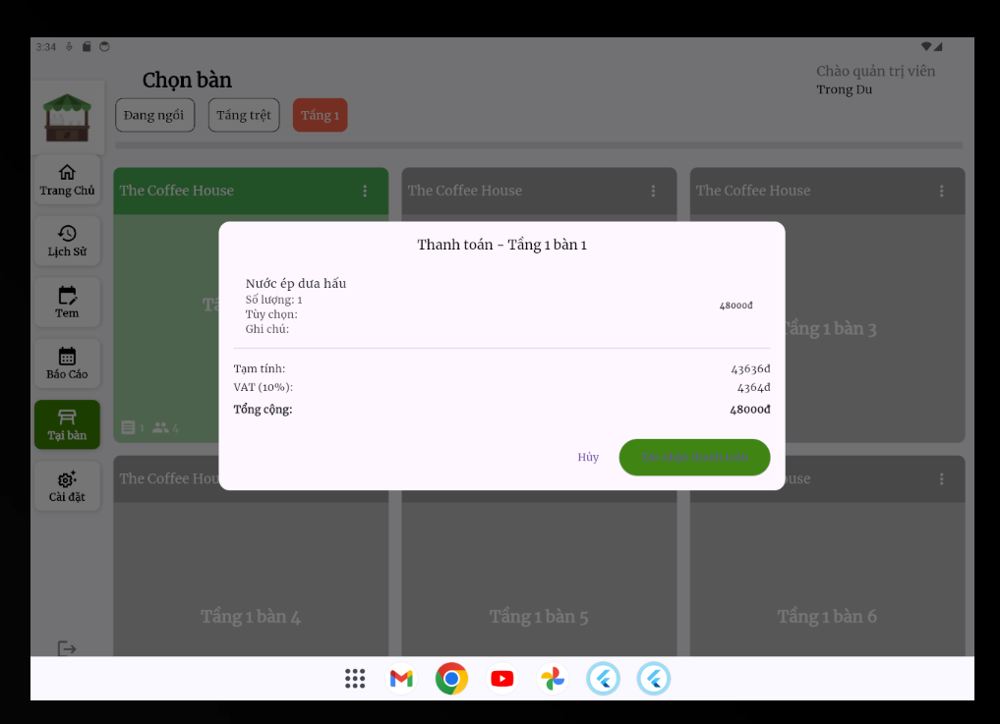 3:34
Chọn bàn
Chào quản trị viên
Trong Du
Đang ngồi
Tầng trệt
Tầng 1
Trang Chủ
Lịch Sử
Tem
Báo Cáo
Tại bàn
Cài đặt
The Coffee House
The Coffee House
The Coffee House
Tầng 1 bàn 3
1
4
Thanh toán - Tầng 1 bàn 1
Nước ép dưa hấu
Số lượng: 1
Tùy chọn:
Ghi chú:
48000đ
Tạm tính:
43636đ
VAT (10%):
4364đ
Tổng cộng:
48000đ
Hủy
Xác nhận thanh toán
The Coffee Hou
ouse
Tầng 1 bàn 4
Tầng 1 bàn 5
Tầng 1 bàn 6